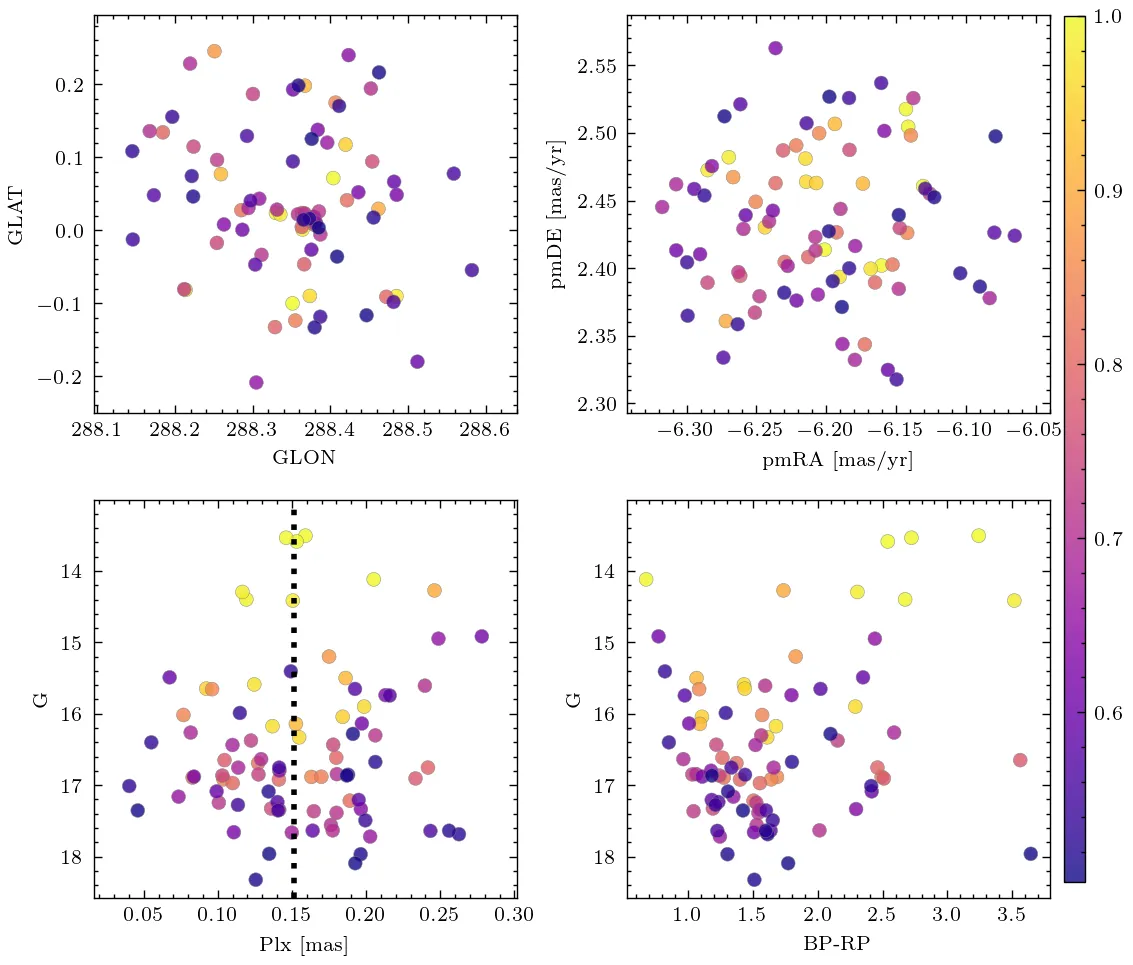 0.2
0.1
0.0
−0.1
−0.2
GLAT
288.1 288.2 288.3 288.4 288.5 288.6
GLON
2.55
2.50
2.45
2.40
2.35
2.30
pmDE [mas/yr]
−6.30 −6.25 −6.20 −6.15 −6.10 −6.05
pmRA [mas/yr]
1.0
0.9
0.8
0.7
0.6
14
15
16
17
18
G
0.05 0.10 0.15 0.20 0.25 0.30
Plx [mas]
14
15
16
17
18
G
1.0 1.5 2.0 2.5 3.0 3.5
BP-RP